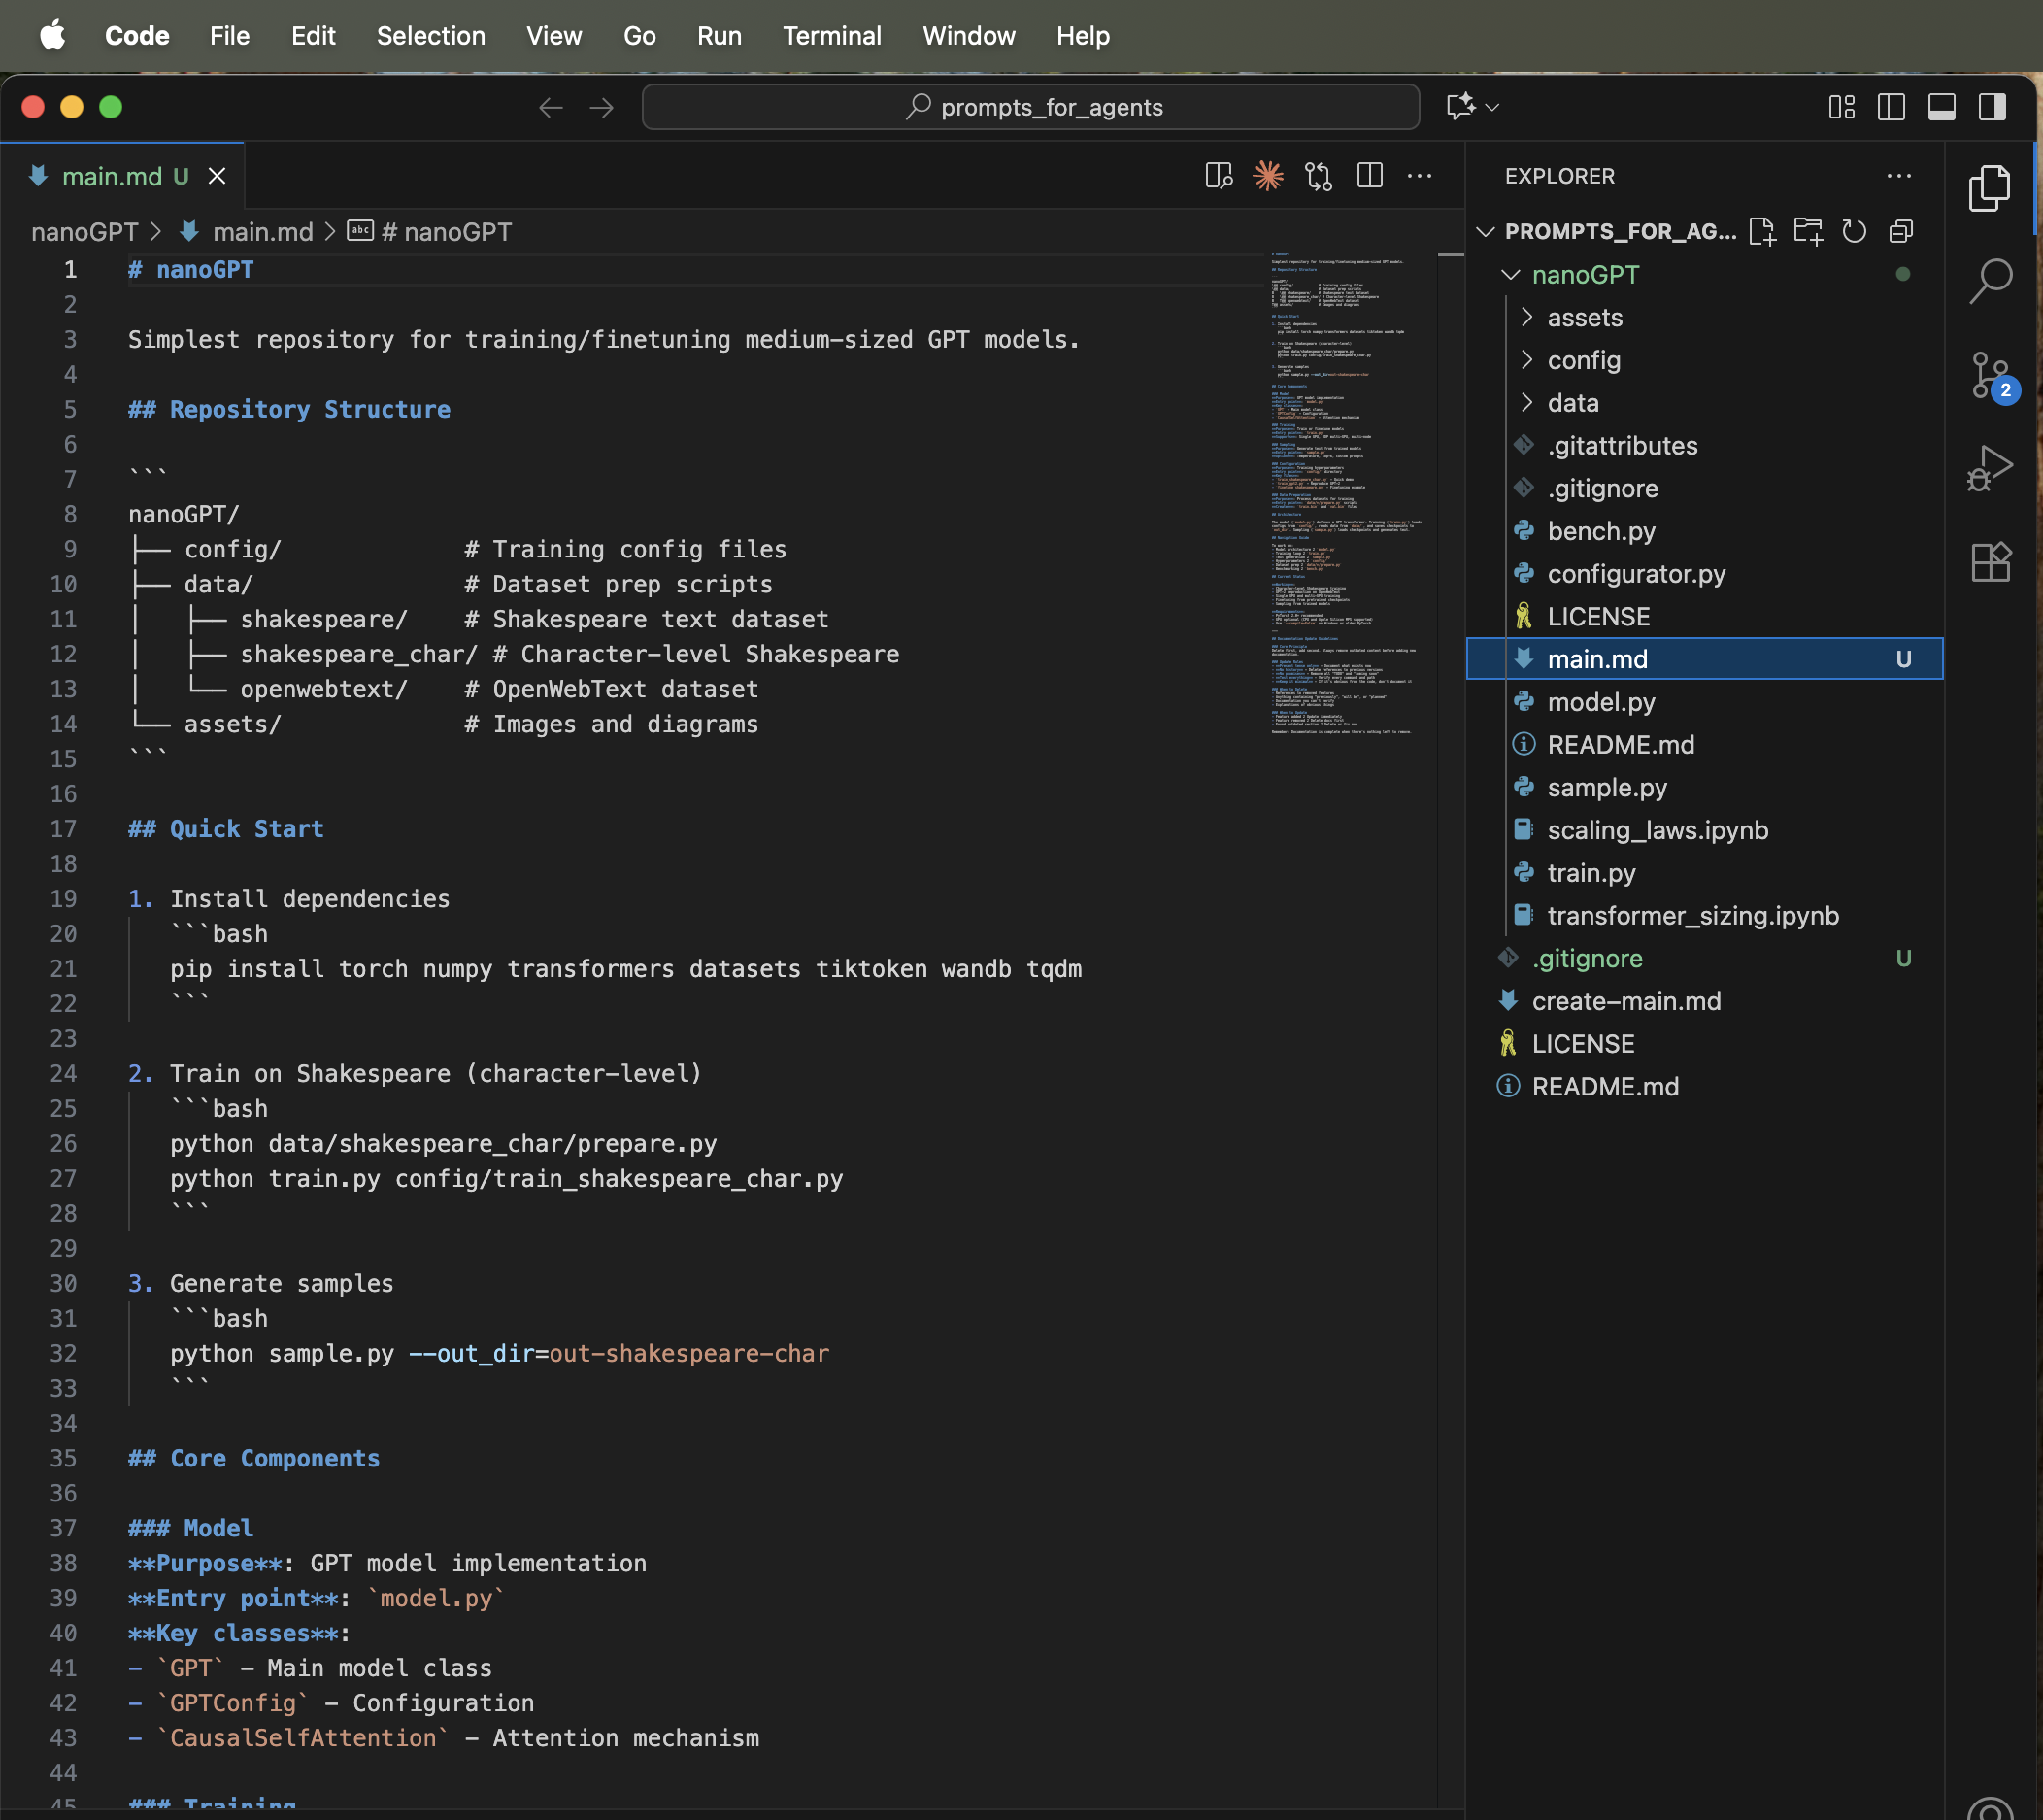 Code File Edit Selection View Go Run Terminal Window Help
prompts_for_agents
main.md U
nanoGPT > main.md > # nanoGPT
1 # nanoGPT
2
3 Simplest repository for training/finetuning medium-sized GPT models.
4
5 ## Repository Structure
6
7 ```
8 nanoGPT/
9 ├── config/             # Training config files
10 ├── data/               # Dataset prep scripts
11 │   ├── shakespeare/    # Shakespeare text dataset
12 │   ├── shakespeare_char/ # Character-level Shakespeare
13 │   └── openwebtext/    # OpenWebText dataset
14 └── assets/             # Images and diagrams
15 ```
16
17 ## Quick Start
18
19 1. Install dependencies
20 ```bash
21 pip install torch numpy transformers datasets tiktoken wandb tqdm
22 ```
23
24 2. Train on Shakespeare (character-level)
25 ```bash
26 python data/shakespeare_char/prepare.py
27 python train.py config/train_shakespeare_char.py
28 ```
29
30 3. Generate samples
31 ```bash
32 python sample.py --out_dir=out-shakespeare-char
33 ```
34
35 ## Core Components
36
37 ### Model
38 **Purpose**: GPT model implementation
39 **Entry point**: `model.py`
40 **Key classes**:
41 - `GPT` - Main model class
42 - `GPTConfig` - Configuration
43 - `CausalSelfAttention` - Attention mechanism
44
45 ### Training
EXPLORER
PROMPTS_FOR_AG...
nanoGPT
assets
config
data
.gitattributes
.gitignore
bench.py
configurator.py
LICENSE
main.md U
model.py
README.md
sample.py
scaling_laws.ipynb
train.py
transformer_sizing.ipynb
.gitignore U
create-main.md
LICENSE
README.md
2